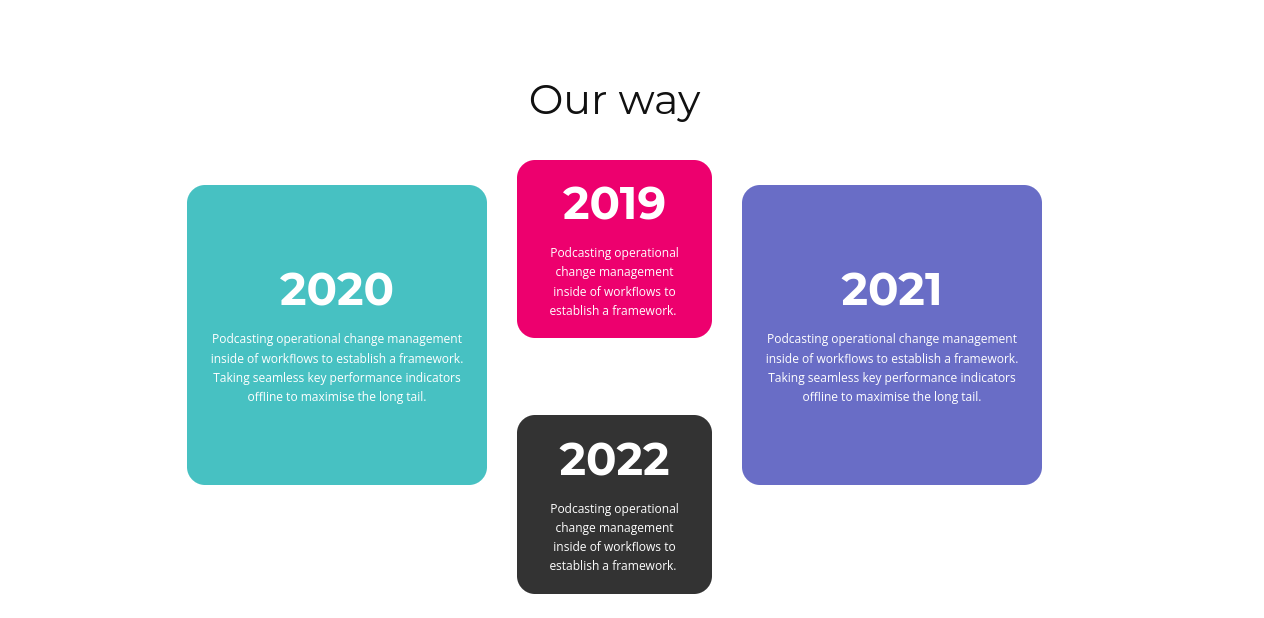 Our way
2019
Podcasting operational
change management
inside of workflows to
establish a framework.
2020
Podcasting operational change management
inside of workflows to establish a framework.
Taking seamless key performance indicators
offline to maximise the long tail.
2021
Podcasting operational change management
inside of workflows to establish a framework.
Taking seamless key performance indicators
offline to maximise the long tail.
2022
Podcasting operational
change management
inside of workflows to
establish a framework.